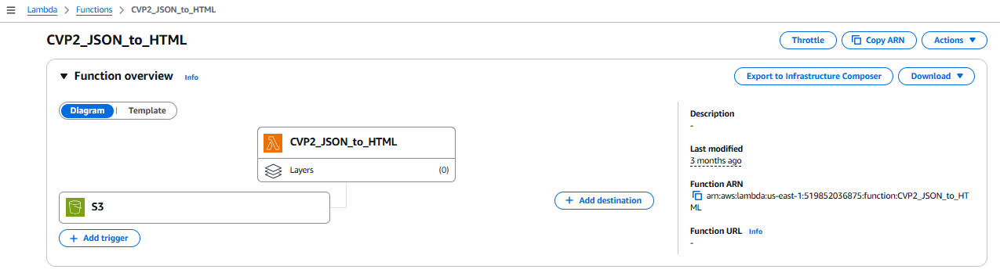 Lambda > Functions > CVP2_JSON_to_HTML
CVP2_JSON_to_HTML
Throttle
Copy ARN
Actions
Function overview Info
Export to Infrastructure Composer
Download
Diagram | Template
CVP2_JSON_to_HTML
Layers (0)
S3
+ Add trigger
+ Add destination
Description
-
Last modified
3 months ago
Function ARN
arn:aws:lambda:us-east-1:519852036875:function:CVP2_JSON_to_HT
ML
Function URL Info
-